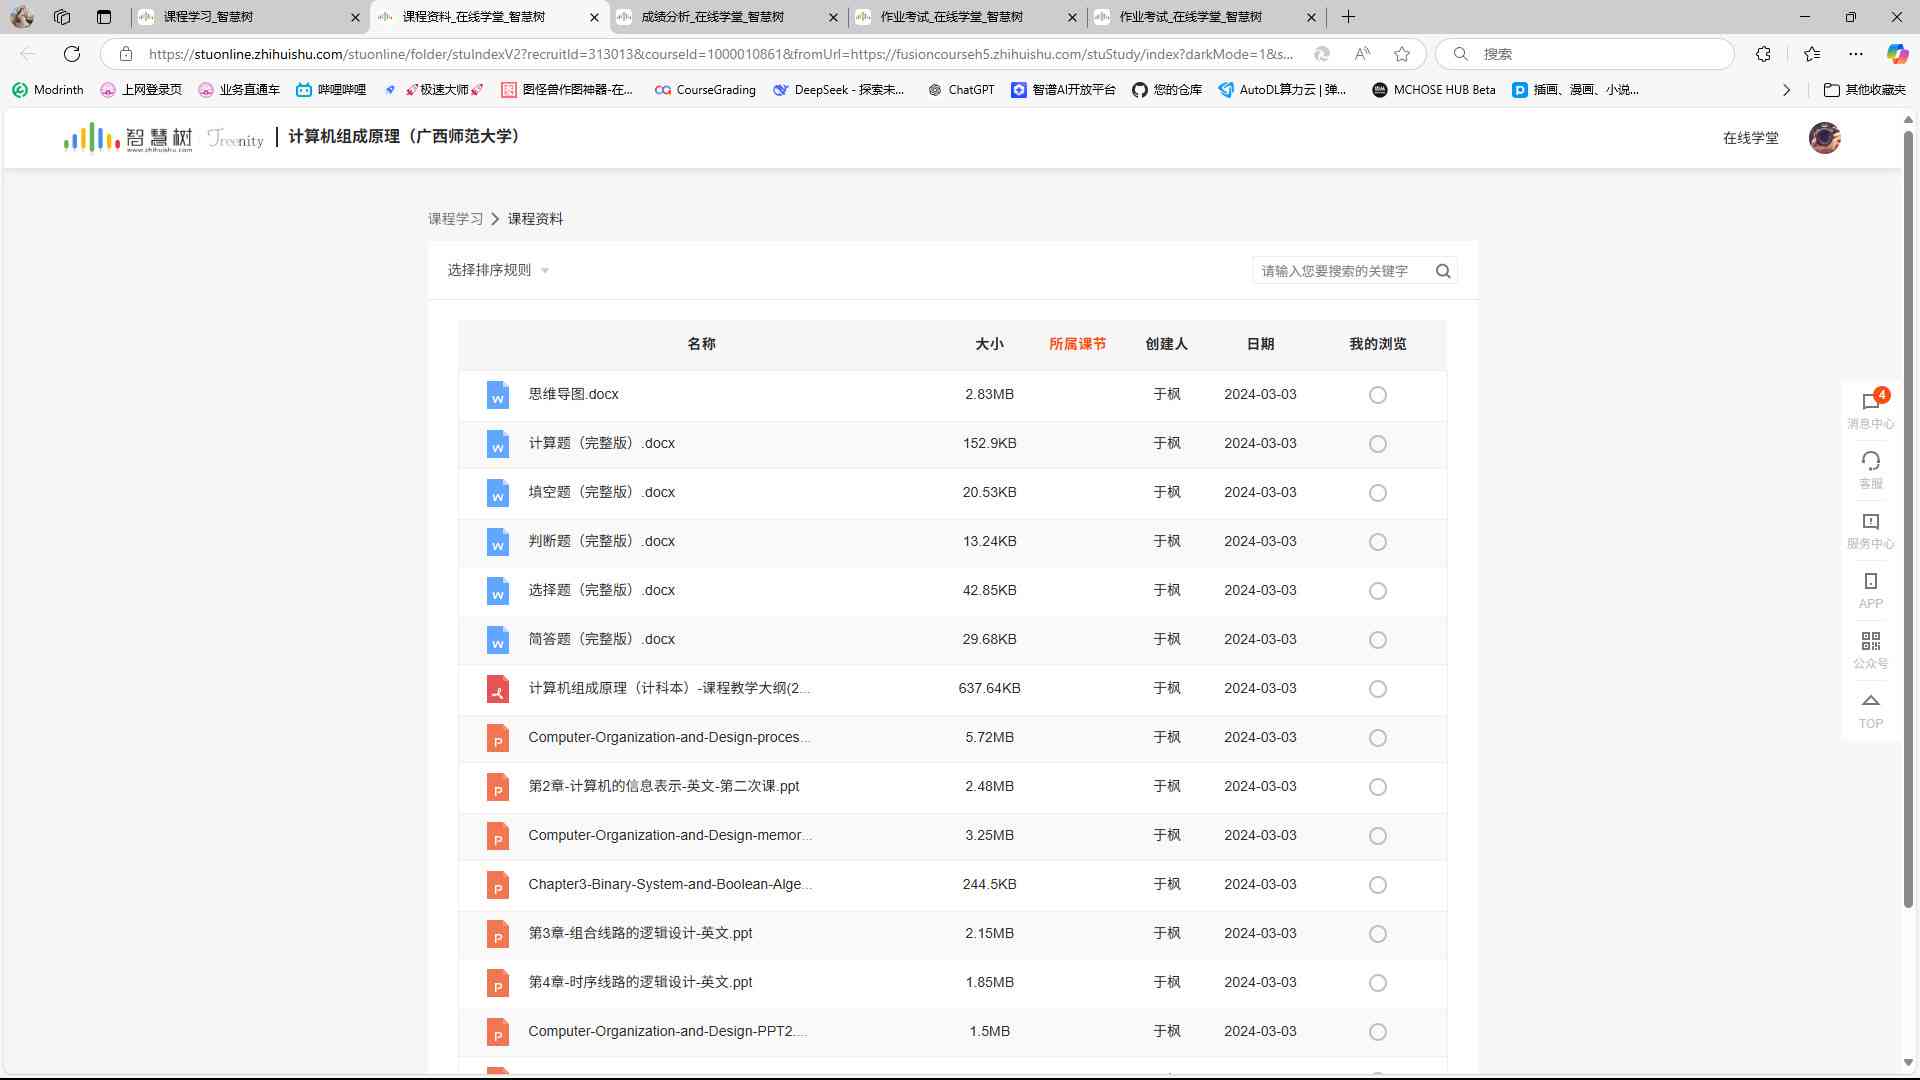 课程学习_智慧树
课程资料_在线学堂_智慧树
成绩分析_在线学堂_智慧树
作业考试_在线学堂_智慧树
作业考试_在线学堂_智慧树
https://stuonline.zhihuishu.com/stuonline/folder/stuIndexV2?recruitId=313013&courseId=1000010861&fromUrl=https://fusioncourseh5.zhihuishu.com/stuStudy/index?darkMode=1&s...
搜索
Modrinth
上网登录页
业务直通车
哔哩哔哩
🚀极速大师🚀
图怪兽作图神器-在...
CourseGrading
DeepSeek - 探索未...
ChatGPT
智谱AI开放平台
您的仓库
AutoDL算力云 | 弹...
MCHOSE HUB Beta
插画、漫画、小说...
其他收藏夹
智慧树
www.zhihuishu.com
Treenity
计算机组成原理（广西师范大学）
在线学堂
课程学习 > 课程资料
选择排序规则
请输入您要搜索的关键字
名称 大小 所属课节 创建人 日期 我的浏览
思维导图.docx 2.83MB 于枫 2024-03-03
计算题（完整版）.docx 152.9KB 于枫 2024-03-03
填空题（完整版）.docx 20.53KB 于枫 2024-03-03
判断题（完整版）.docx 13.24KB 于枫 2024-03-03
选择题（完整版）.docx 42.85KB 于枫 2024-03-03
简答题（完整版）.docx 29.68KB 于枫 2024-03-03
计算机组成原理（计科本）-课程教学大纲(2... 637.64KB 于枫 2024-03-03
Computer-Organization-and-Design-proces... 5.72MB 于枫 2024-03-03
第2章-计算机的信息表示-英文-第二次课.ppt 2.48MB 于枫 2024-03-03
Computer-Organization-and-Design-memor... 3.25MB 于枫 2024-03-03
Chapter3-Binary-System-and-Boolean-Alge... 244.5KB 于枫 2024-03-03
第3章-组合线路的逻辑设计-英文.ppt 2.15MB 于枫 2024-03-03
第4章-时序线路的逻辑设计-英文.ppt 1.85MB 于枫 2024-03-03
Computer-Organization-and-Design-PPT2.... 1.5MB 于枫 2024-03-03
4
消息中心
客服
服务中心
APP
公众号
TOP